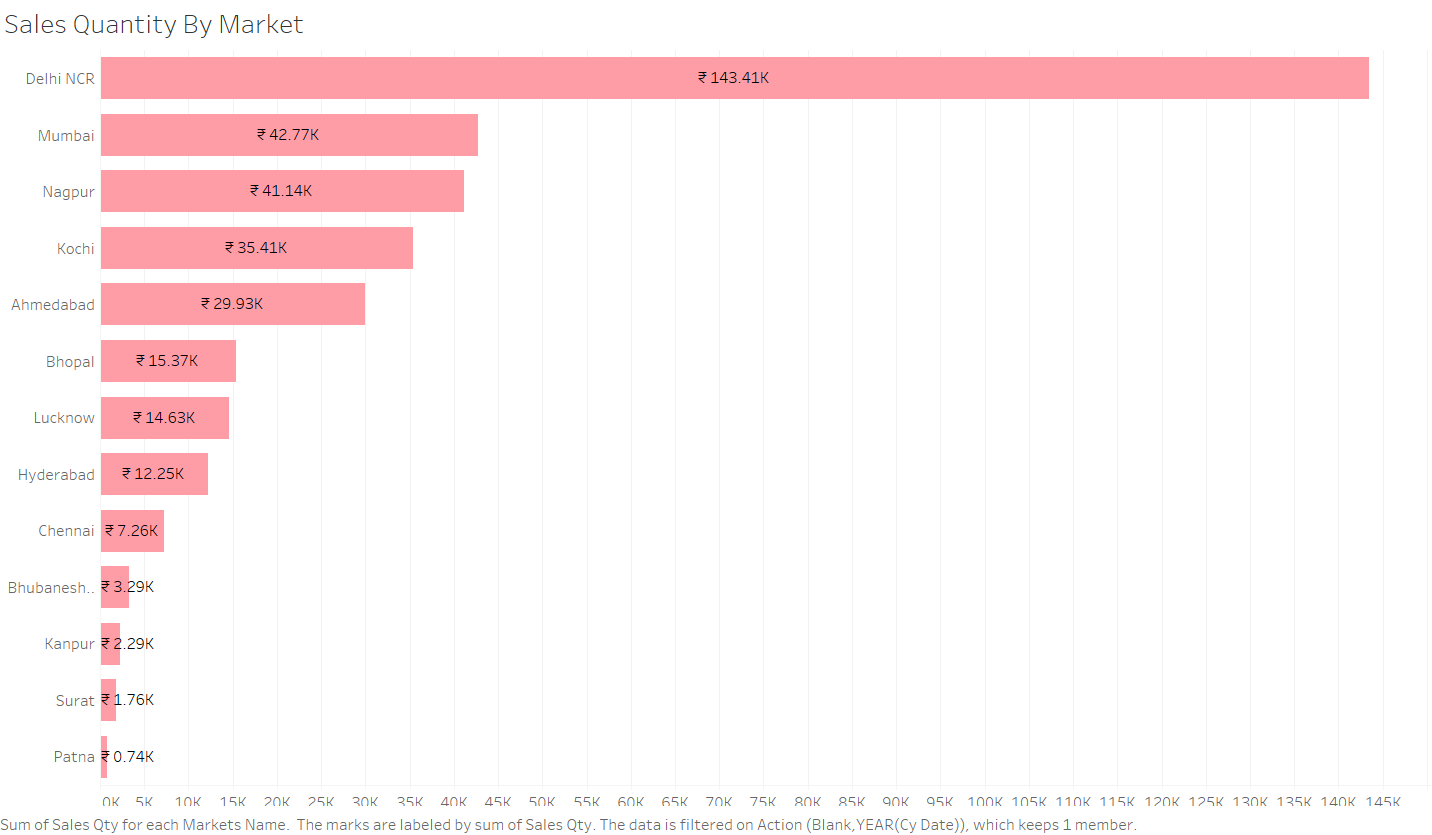 Sales Quantity By Market
Delhi NCR ₹ 143.41K
Mumbai ₹ 42.77K
Nagpur ₹ 41.14K
Kochi ₹ 35.41K
Ahmedabad ₹ 29.93K
Bhopal ₹ 15.37K
Lucknow ₹ 14.63K
Hyderabad ₹ 12.25K
Chennai ₹ 7.26K
Bhubanesh.. ₹ 3.29K
Kanpur ₹ 2.29K
Surat ₹ 1.76K
Patna ₹ 0.74K
0K 5K 10K 15K 20K 25K 30K 35K 40K 45K 50K 55K 60K 65K 70K 75K 80K 85K 90K 95K 100K 105K 110K 115K 120K 125K 130K 135K 140K 145K
Sum of Sales Qty for each Markets Name.  The marks are labeled by sum of Sales Qty. The data is filtered on Action (Blank,YEAR(Cy Date)), which keeps 1 member.